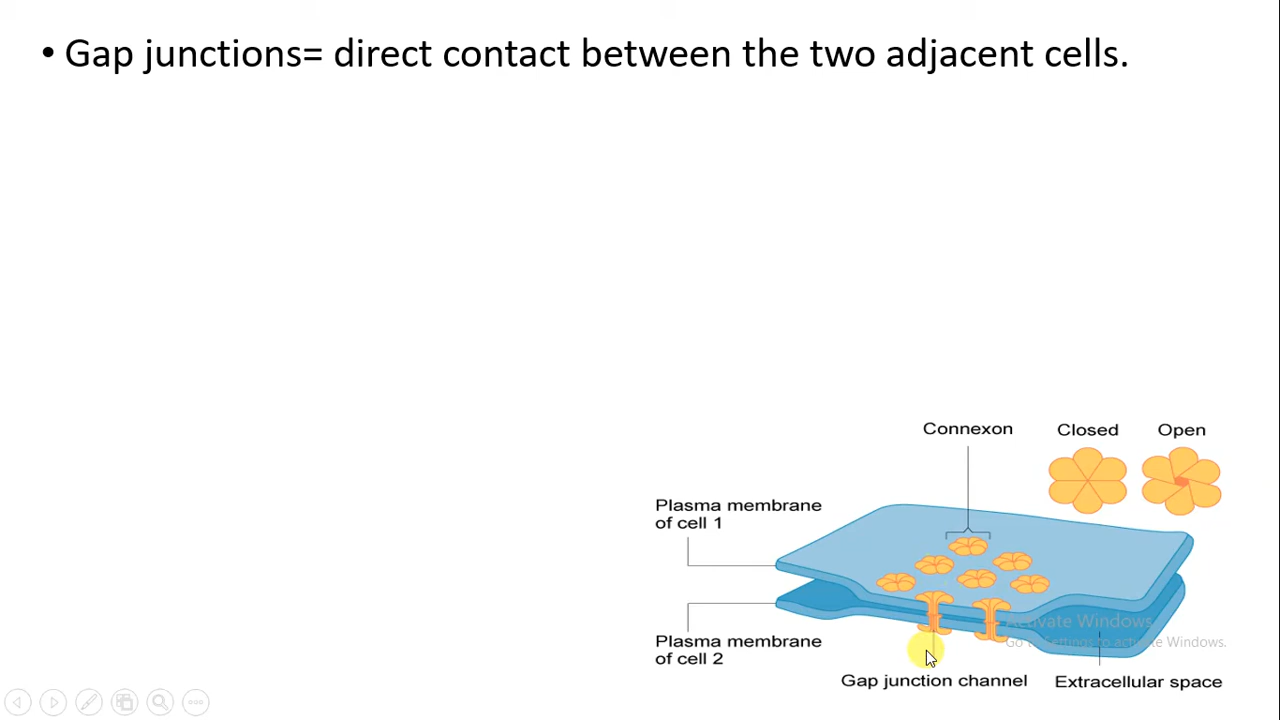 • Gap junctions= direct contact between the two adjacent cells.
Connexon
Closed
Open
Plasma membrane
of cell 1
Plasma membrane
of cell 2
Activate Windows
Go to Settings to activate Windows.
Gap junction channel
Extracellular space